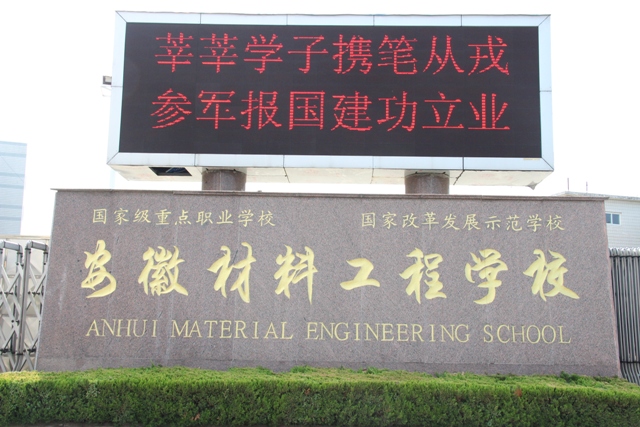 莘莘学子携笔从戎
参军报国建功立业
国家级重点职业学校 国家改革发展示范学校
安徽材料工程学校
ANHUI MATERIAL ENGINEERING SCHOOL